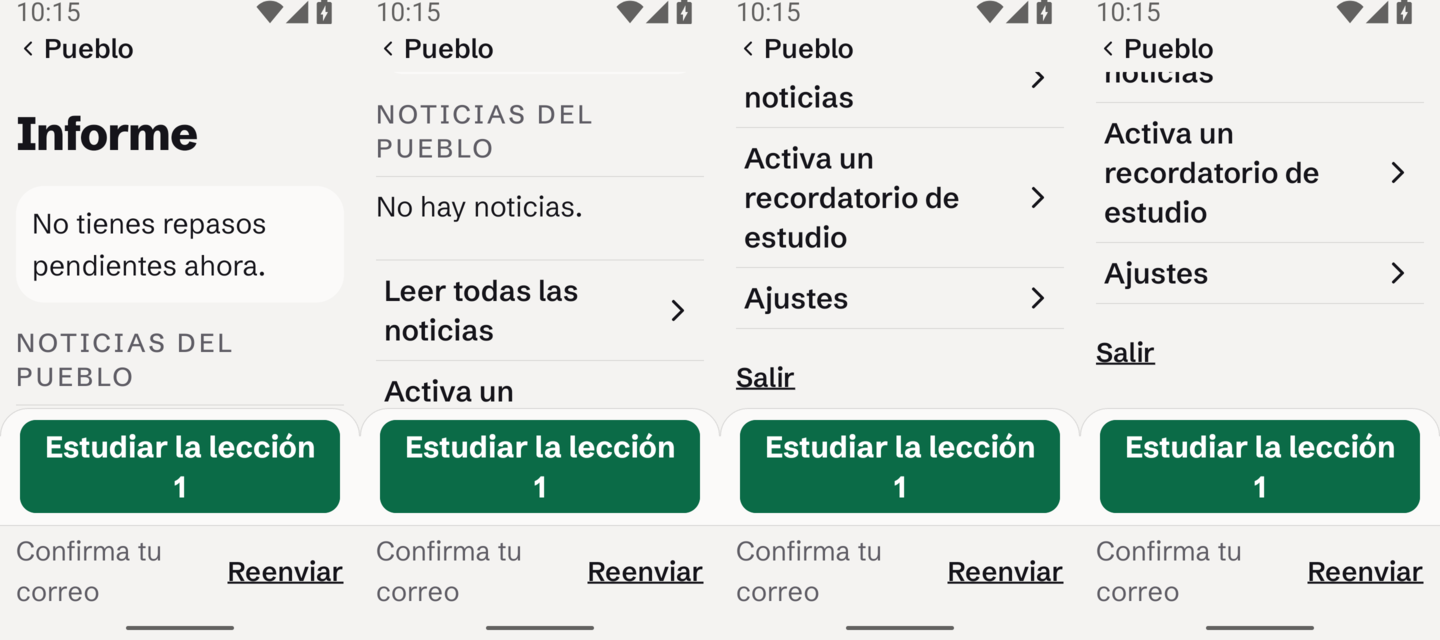 10:15
Pueblo
Informe
No tienes repasos
pendientes ahora.
NOTICIAS DEL
PUEBLO
Estudiar la lección
1
Confirma tu
correo
Reenviar
10:15
Pueblo
NOTICIAS DEL
PUEBLO
No hay noticias.
Leer todas las
noticias
Activa un
Estudiar la lección
1
Confirma tu
correo
Reenviar
10:15
Pueblo
noticias
Activa un
recordatorio de
estudio
Ajustes
Salir
Estudiar la lección
1
Confirma tu
correo
Reenviar
10:15
Pueblo
noticias
Activa un
recordatorio de
estudio
Ajustes
Salir
Estudiar la lección
1
Confirma tu
correo
Reenviar